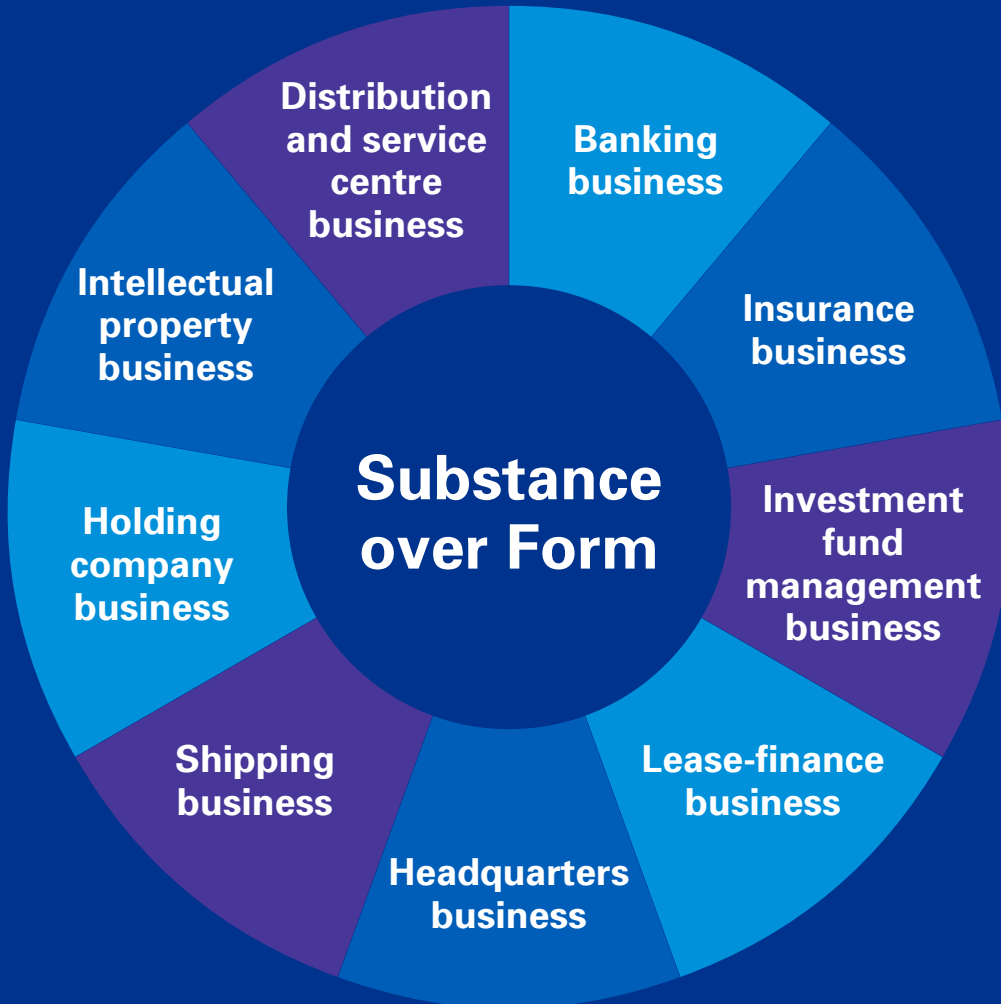 Distribution
and service
centre
business
Banking
business
Insurance
business
Investment
fund
management
business
Lease-finance
business
Headquarters
business
Shipping
business
Holding
company
business
Intellectual
property
business
Substance
over Form